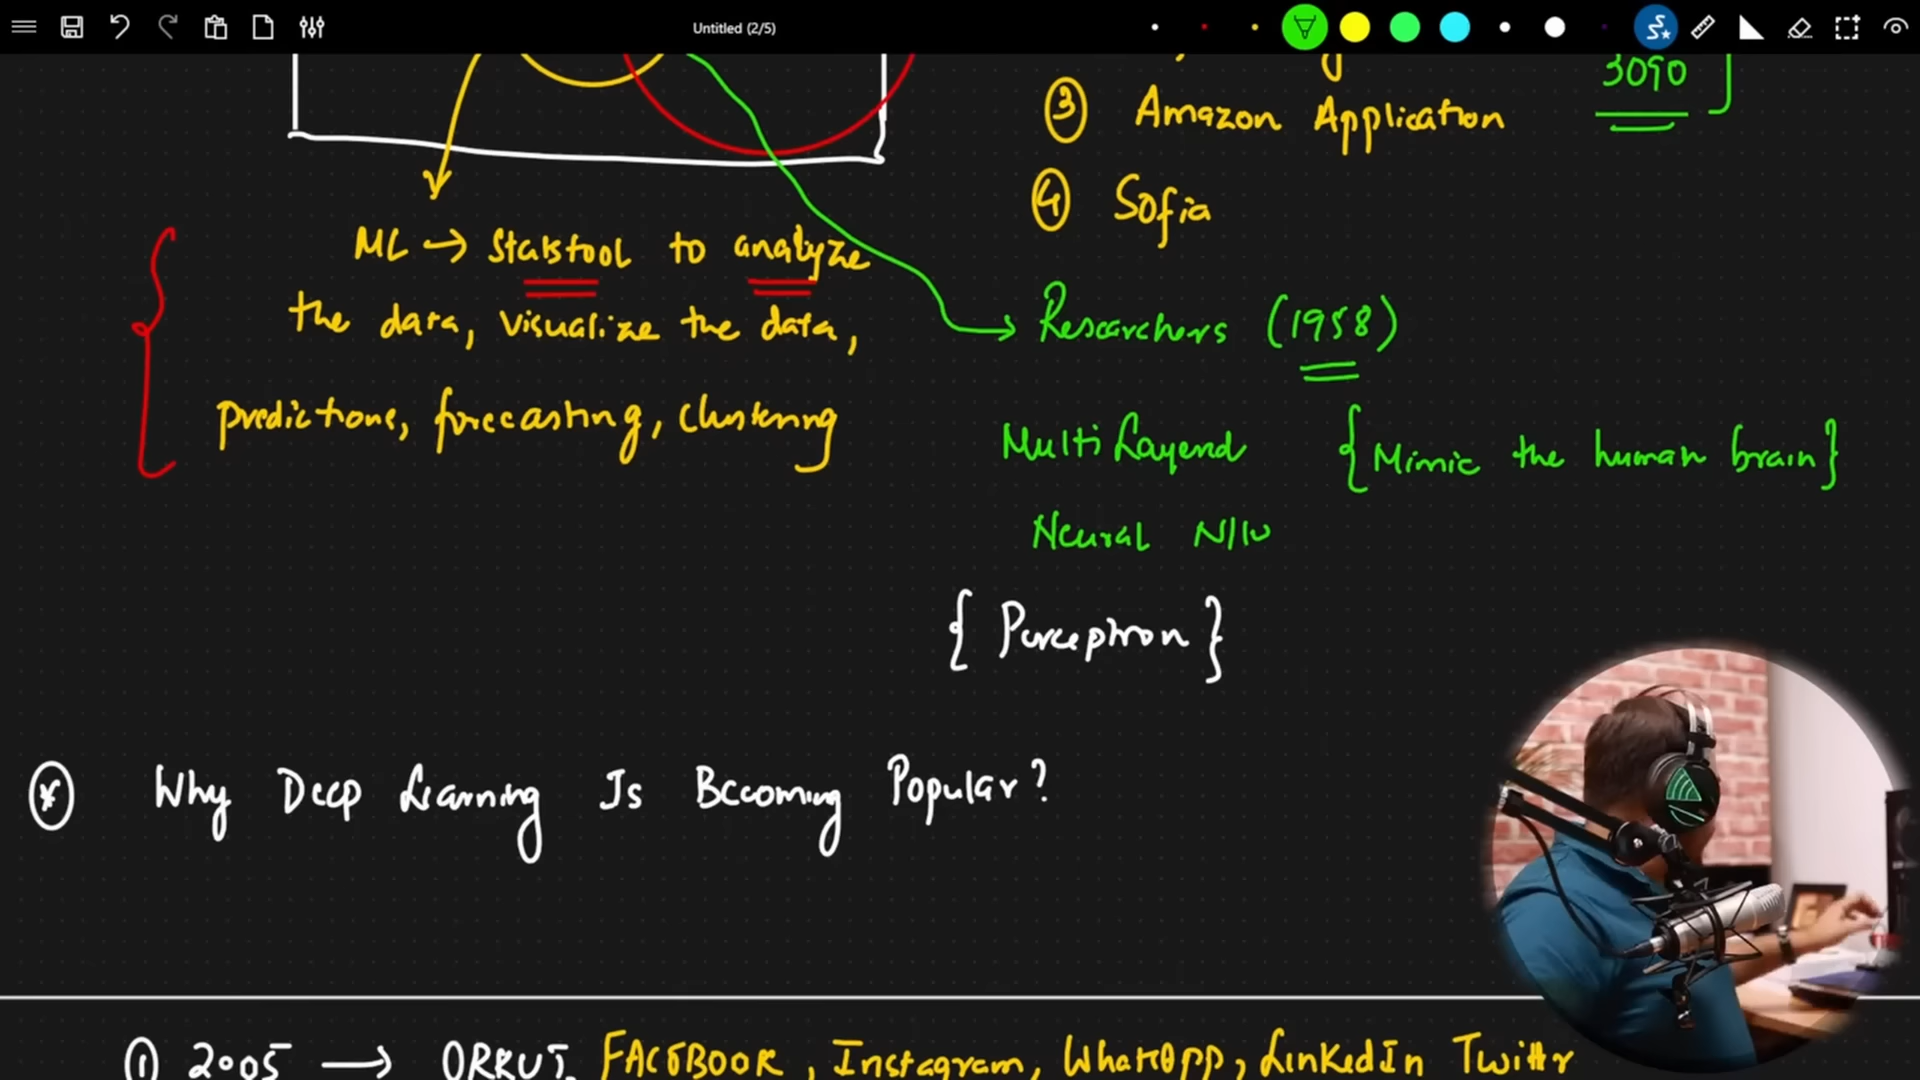 Untitled (2/5)
3090
③ Amazon Application
④ Sofia
ML → Statstool to analyze
the data, visualize the data,
predictions, forecasting, clustering
Researchers (1958)
Multi Layered {Mimic the human brain}
Neural N/w
{ Perceptron }
* Why Deep Learning Is Becoming Popular?
① 2005 → ORKUT, FACEBOOK, Instagram, WhatsApp, LinkedIn Twitter